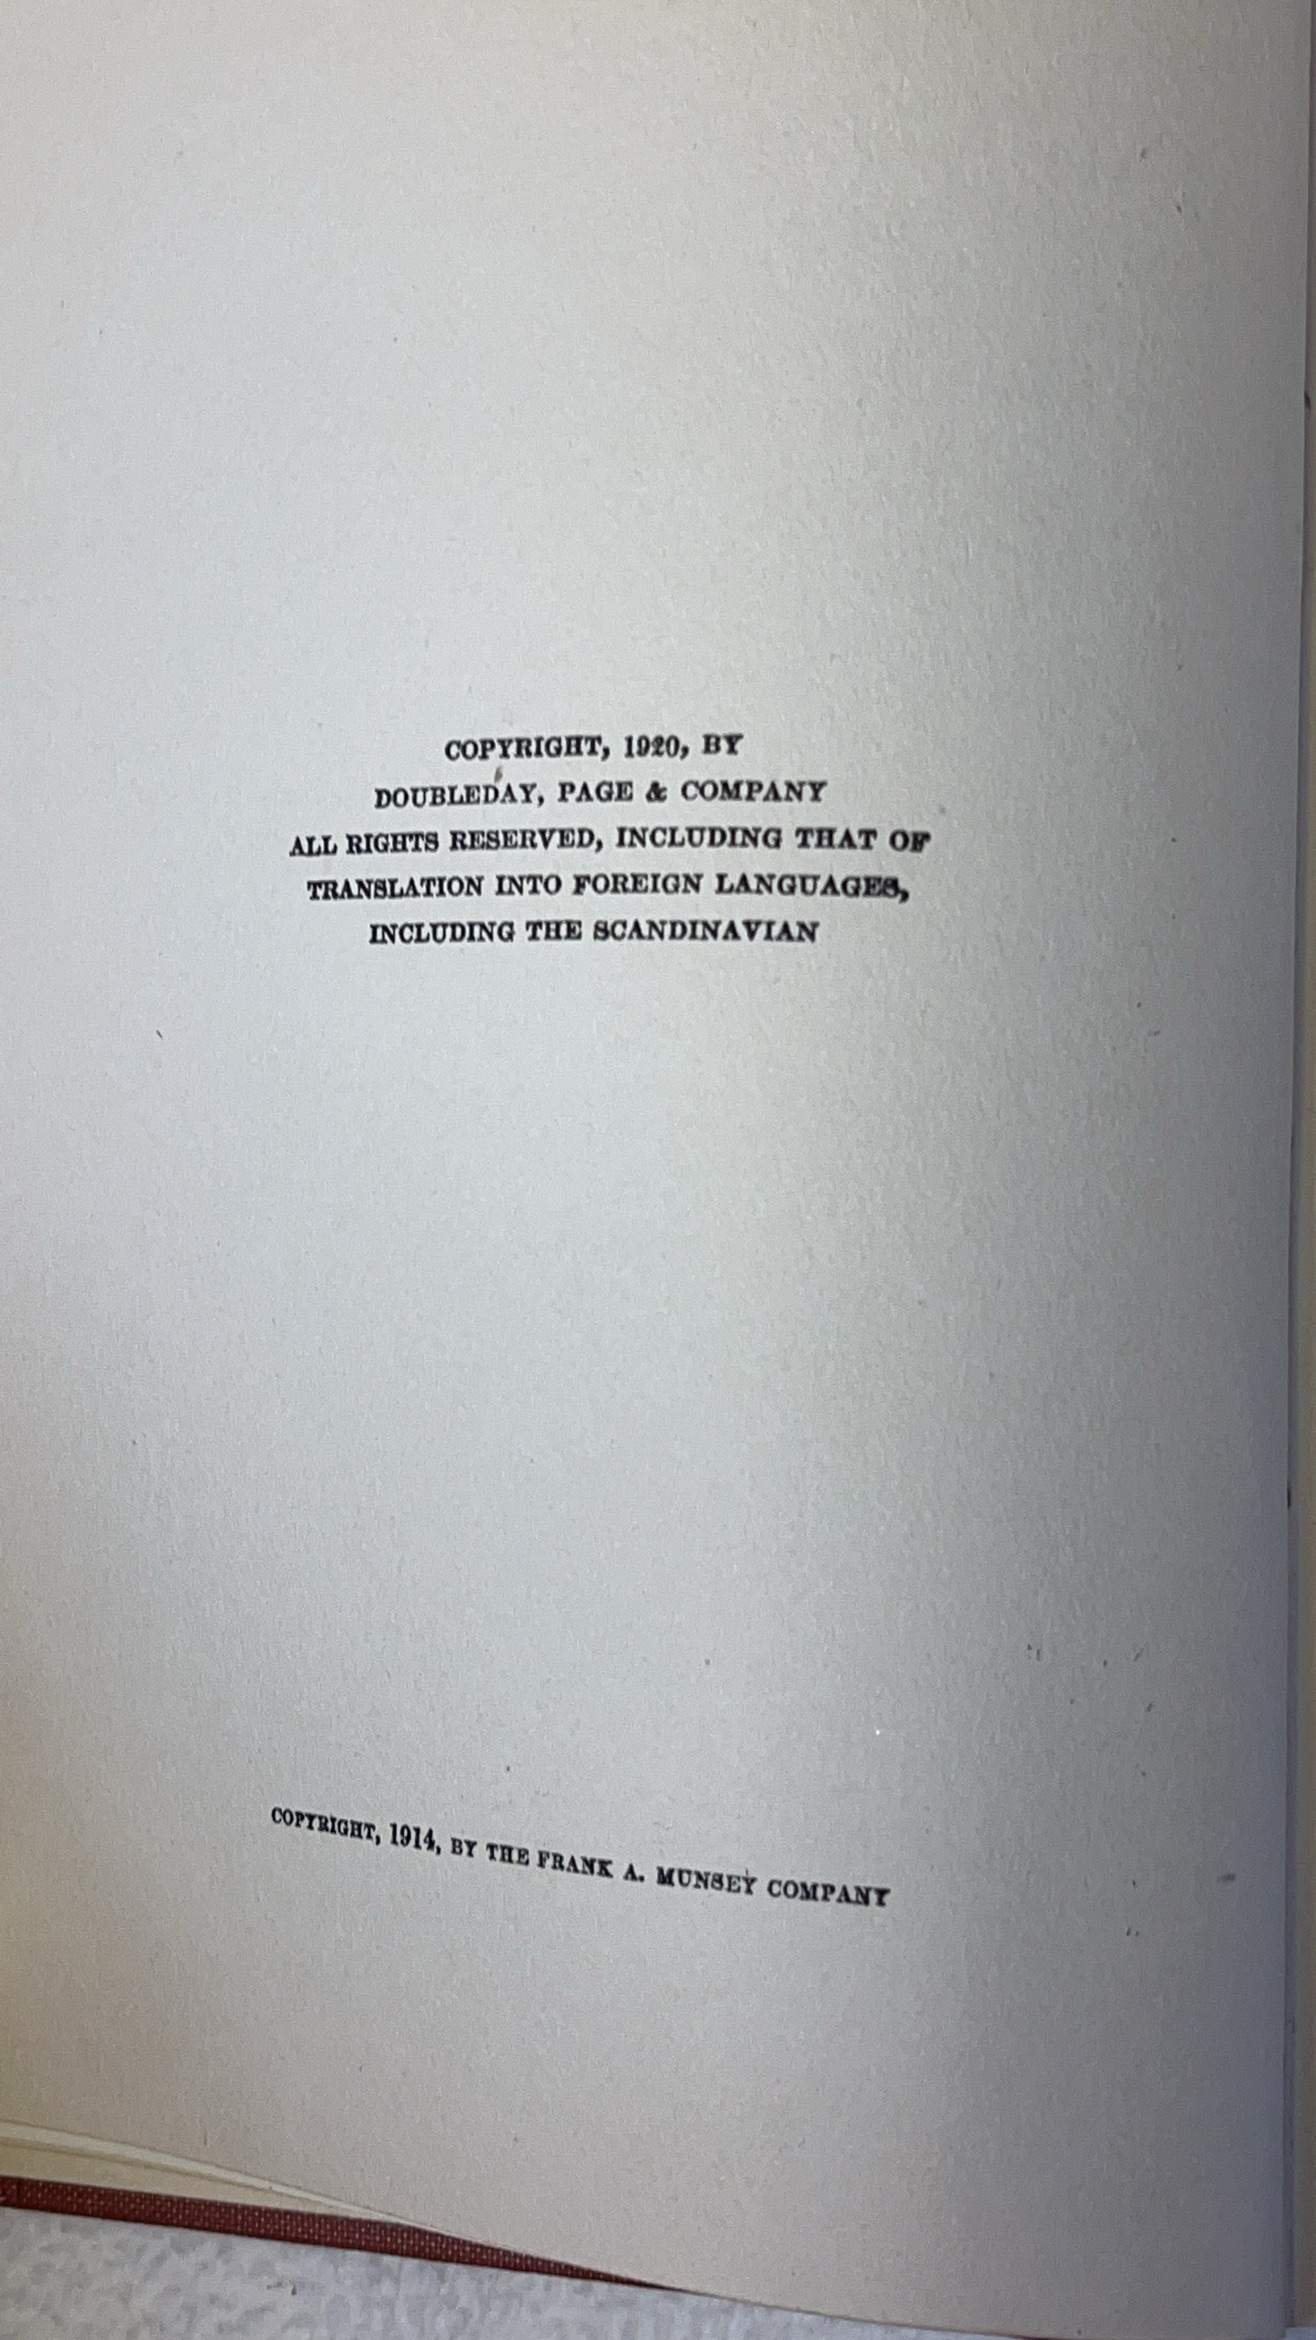 COPYRIGHT, 1920, BY
DOUBLEDAY, PAGE & COMPANY
ALL RIGHTS RESERVED, INCLUDING THAT OF
TRANSLATION INTO FOREIGN LANGUAGES,
INCLUDING THE SCANDINAVIAN
COPYRIGHT, 1914, BY THE FRANK A. MUNSEY COMPANY